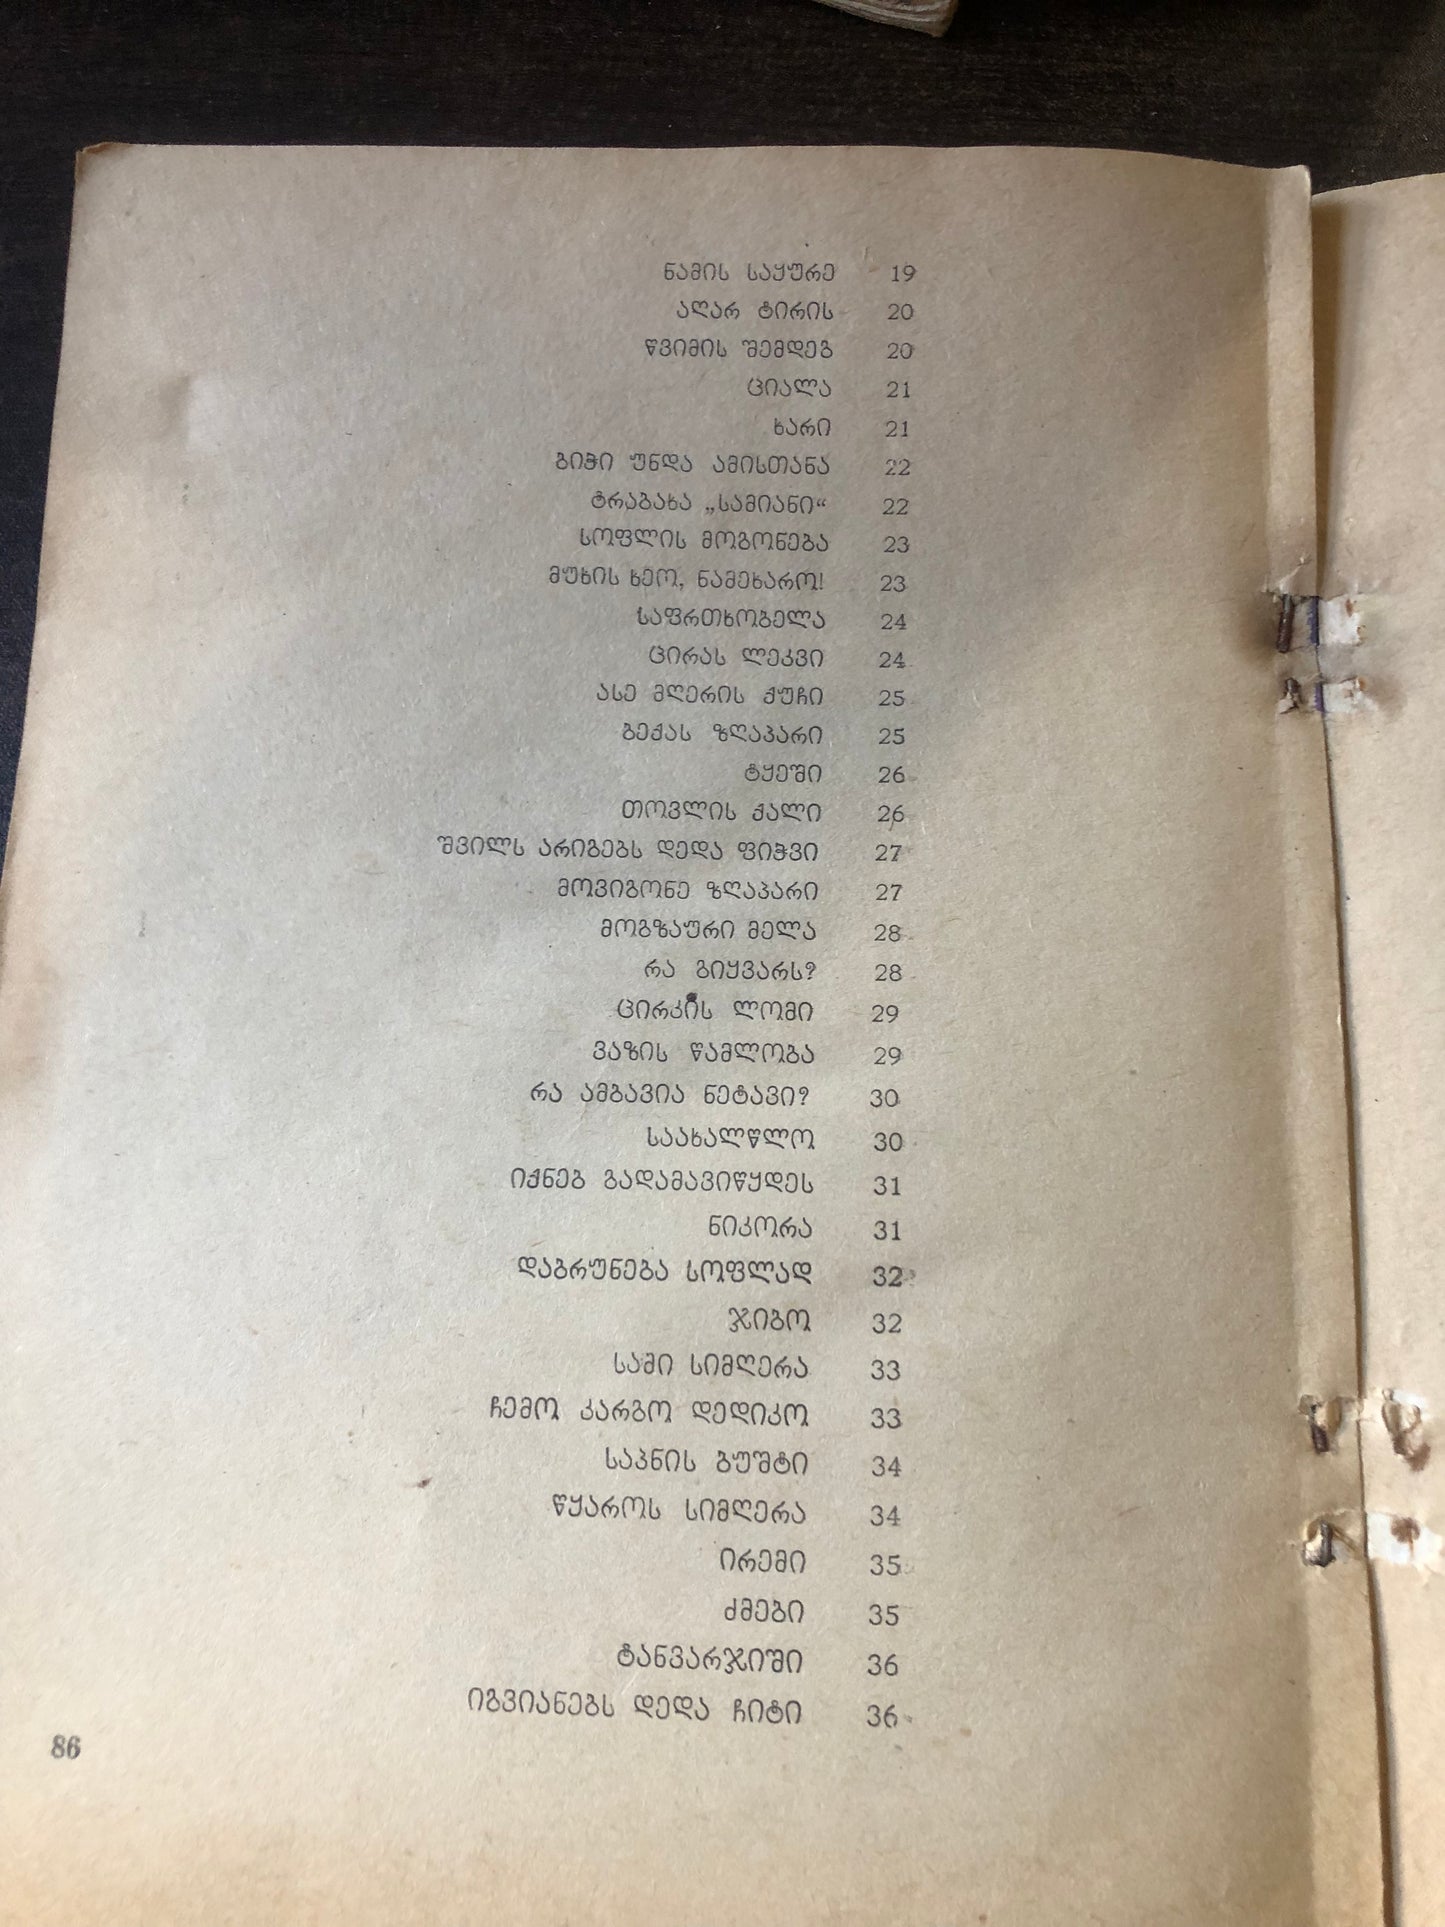 ნამის საყურე 19
აღარ ტირის 20
წვიმის შემდეგ 20
ციალა 21
ხარი 21
ბიჭი უნდა ამისთანა 22
ტრაბახა „სამიანი“ 22
სოფლის მოგონება 23
მუხის ხეო, ნამეხარო! 23
საფრთხობელა 24
ცირას ლეკვი 24
ასე მღერის ქუჩი 25
ბექას ზღაპარი 25
ტყეში 26
თოვლის ქალი 26
შვილს არიგებს დედა ფიჭვი 27
მოვიგონე ზღაპარი 27
მოგზაური მელა 28
რა გიყვარს? 28
ცირკის ლომი 29
ვაზის წამლობა 29
რა ამბავია ნეტავი? 30
საახალწლო 30
იქნებ გადამავიწყდეს 31
ნიკორა 31
დაბრუნება სოფლად 32
ჯიბო 32
სამი სიმღერა 33
ჩემო კარგო დედიკო 33
საპნის ბუშტი 34
წყაროს სიმღერა 34
ირემი 35
ძმები 35
ტანვარჯიში 36
იგვიანებს დედა ჩიტი 36
86